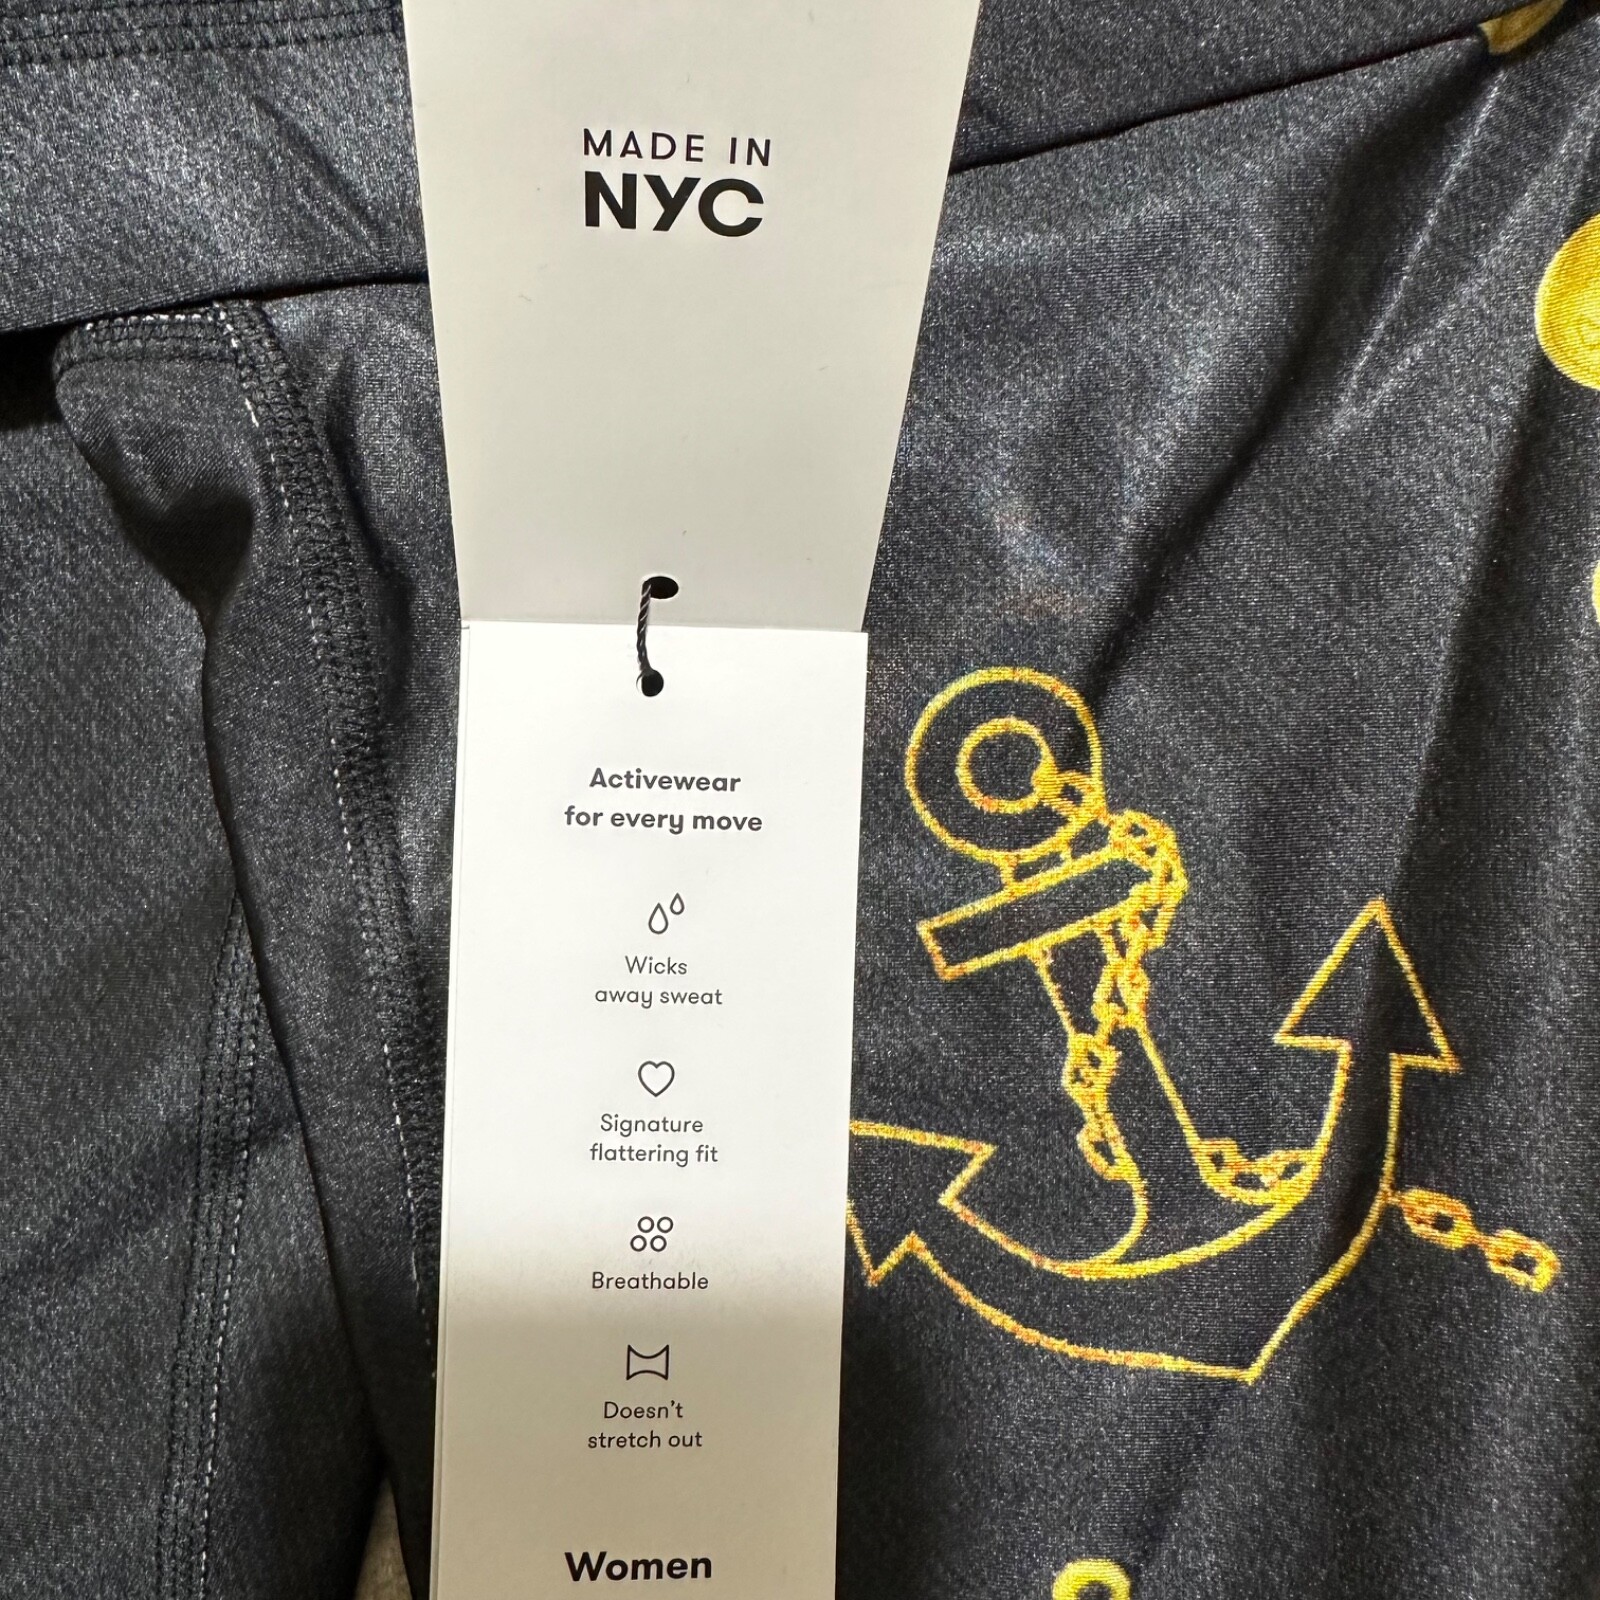 MADE IN
NYC
Activewear
for every move
Wicks
away sweat
Signature
flattering fit
Breathable
Doesn't
stretch out
Women